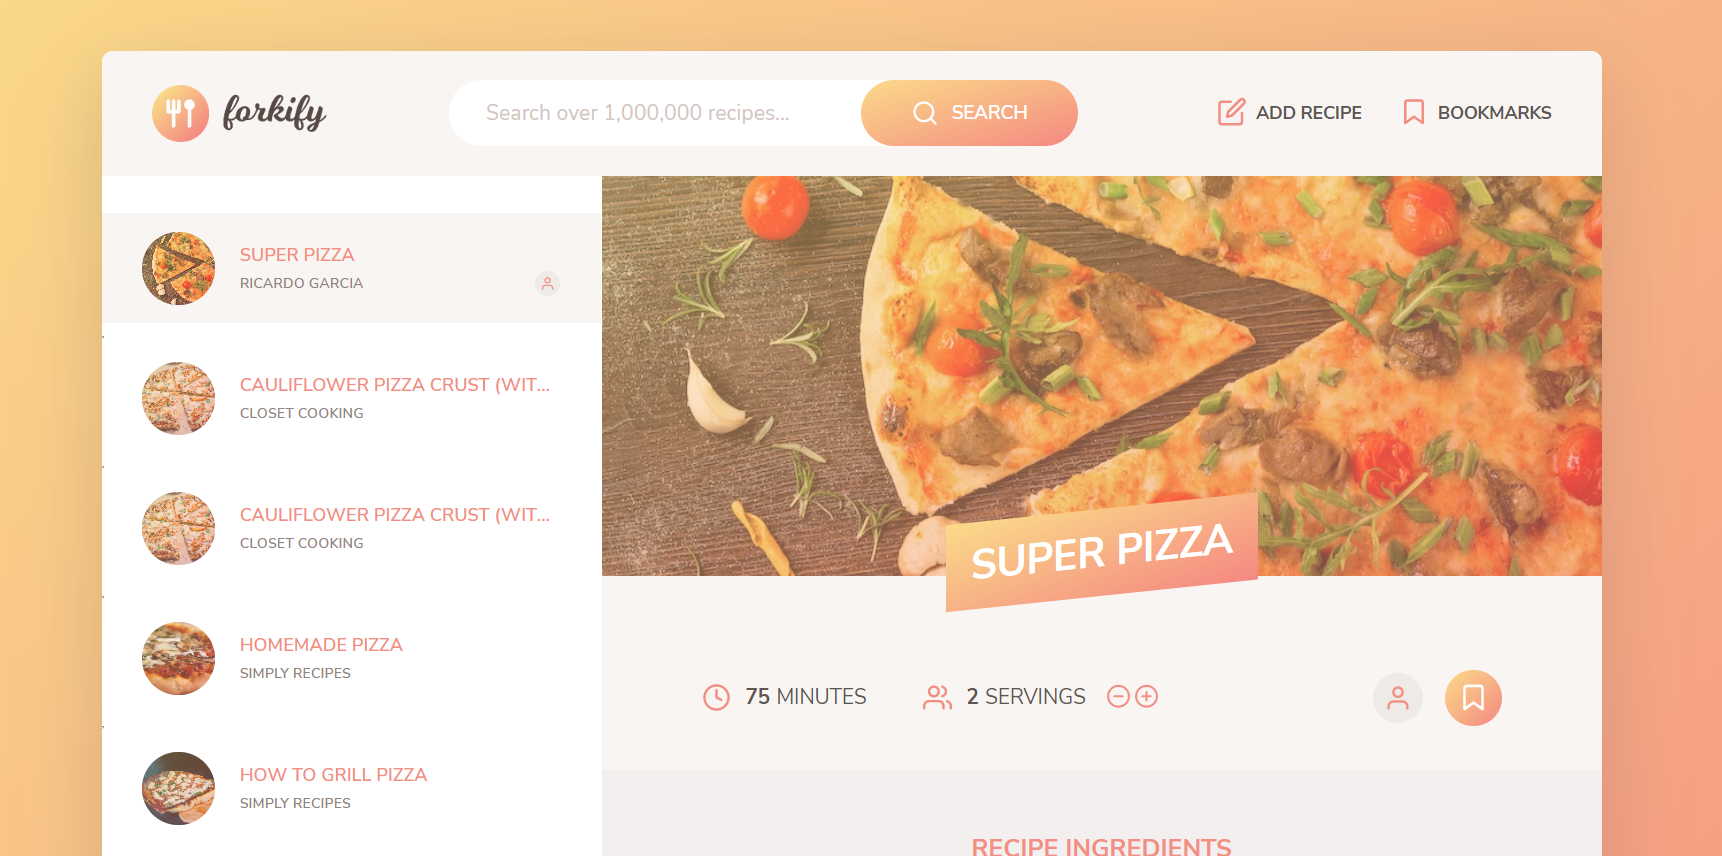 forkify
Search over 1,000,000 recipes...
SEARCH
ADD RECIPE
BOOKMARKS
SUPER PIZZA
RICARDO GARCIA
CAULIFLOWER PIZZA CRUST (WIT...
CLOSET COOKING
CAULIFLOWER PIZZA CRUST (WIT...
CLOSET COOKING
HOMEMADE PIZZA
SIMPLY RECIPES
HOW TO GRILL PIZZA
SIMPLY RECIPES
SUPER PIZZA
75 MINUTES
2 SERVINGS
RECIPE INGREDIENTS